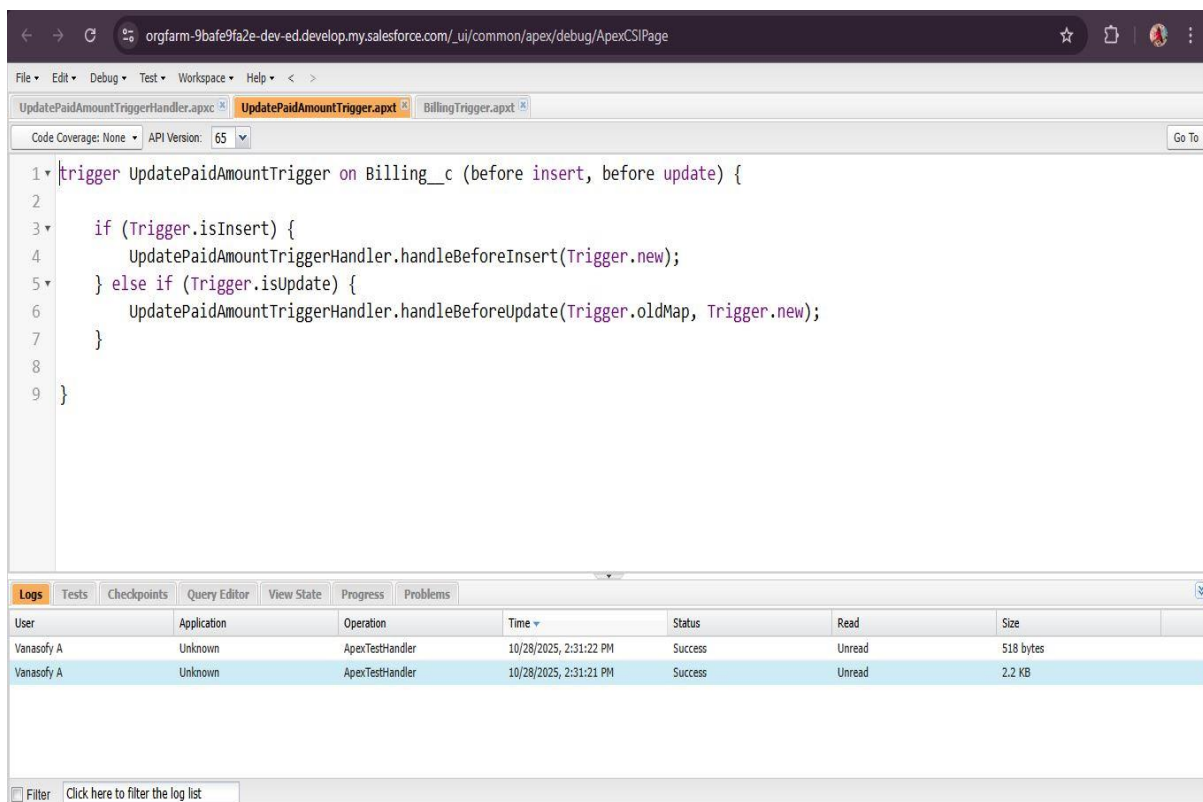 orgfarm-9bafe9fa2e-dev-ed.develop.my.salesforce.com/_ui/common/apex/debug/ApexCSIPage
File Edit Debug Test Workspace Help < >
UpdatePaidAmountTriggerHandler.apxc UpdatePaidAmountTrigger.apxt BillingTrigger.apxt
Code Coverage: None API Version: 65 Go To
1 trigger UpdatePaidAmountTrigger on Billing__c (before insert, before update) {
2
3 if (Trigger.isInsert) {
4 UpdatePaidAmountTriggerHandler.handleBeforeInsert(Trigger.new);
5 } else if (Trigger.isUpdate) {
6 UpdatePaidAmountTriggerHandler.handleBeforeUpdate(Trigger.oldMap, Trigger.new);
7 }
8
9 }
Logs Tests Checkpoints Query Editor View State Progress Problems
User Application Operation Time Status Read Size
Vanasofy A Unknown ApexTestHandler 10/28/2025, 2:31:22 PM Success Unread 518 bytes
Vanasofy A Unknown ApexTestHandler 10/28/2025, 2:31:21 PM Success Unread 2.2 KB
Filter Click here to filter the log list